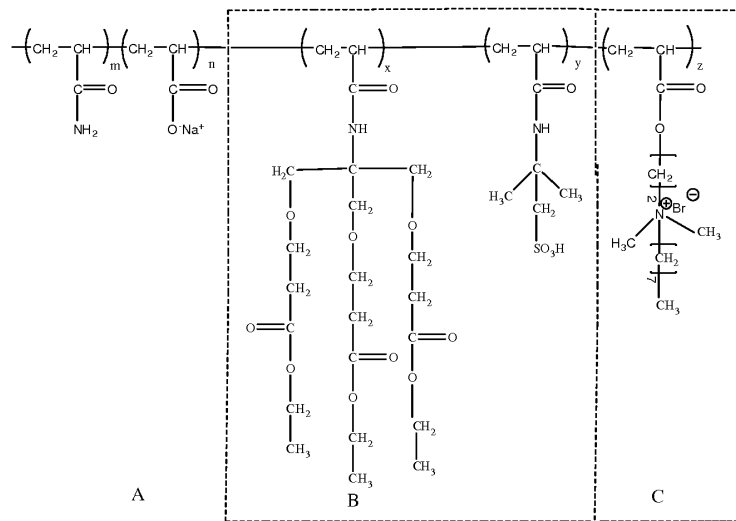 CH₂ CH m CH₂ CH n CH₂ CH x CH₂ CH y CH₂ CH z
C O C O C O C O C O
NH₂ O⁻Na⁺ NH NH O
H₂C C CH₂ C CH₂ 2
H₃C CH₃
O CH₂ O CH₂ N ⊕ Br ⊖
CH₂ O CH₂ SO₃H H₃C CH₃
CH₂ CH₂ CH₂ CH₂ 7
O C CH₂ O C O CH₃
O C O O
CH₂ O CH₂
CH₃ CH₂ CH₃
CH₃
A B C